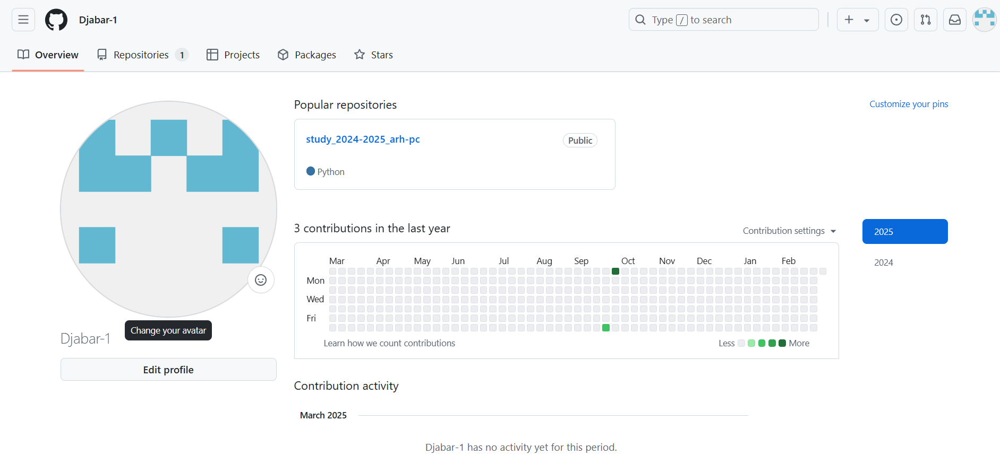 Djabar-1
Type / to search
Overview
Repositories 1
Projects
Packages
Stars
Change your avatar
Djabar-1
Edit profile
Popular repositories
Customize your pins
study_2024-2025_arh-pc
Public
Python
3 contributions in the last year
Contribution settings
2025
2024
Mar Apr May Jun Jul Aug Sep Oct Nov Dec Jan Feb
Mon
Wed
Fri
Learn how we count contributions
Less More
Contribution activity
March 2025
Djabar-1 has no activity yet for this period.